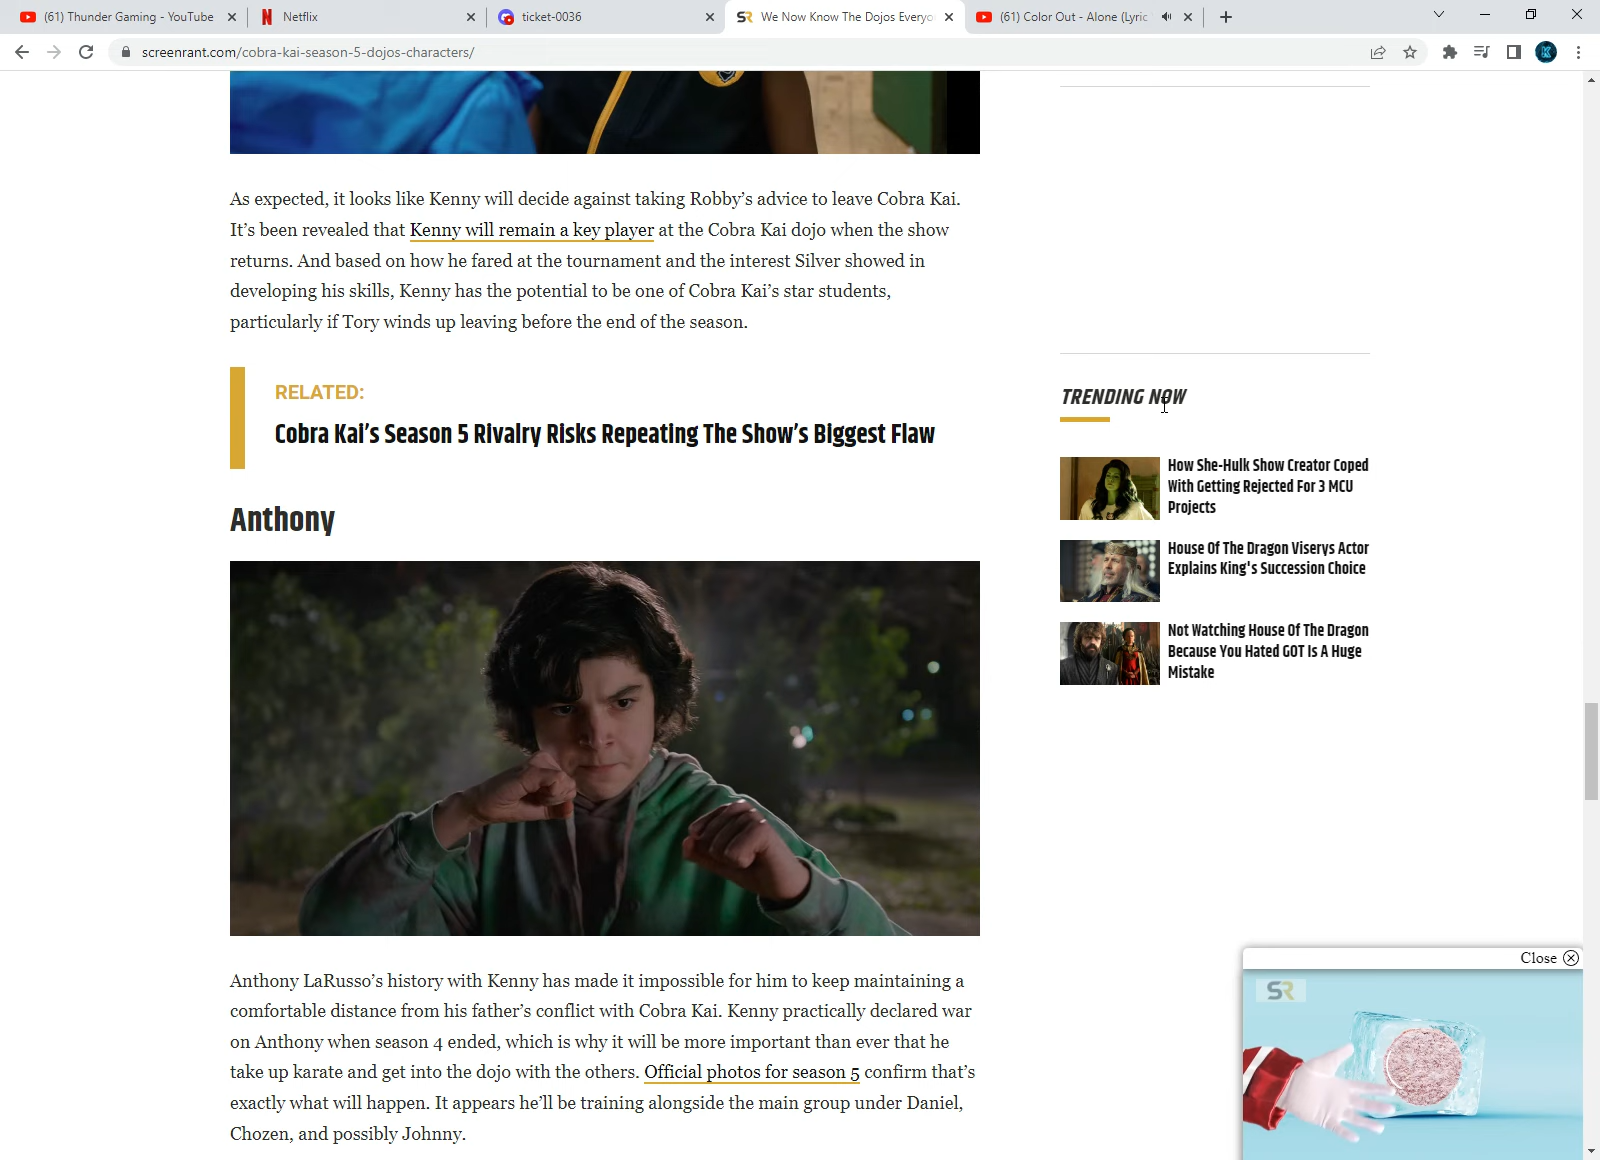 (61) Thunder Gaming - YouTube
Netflix
ticket-0036
SR We Now Know The Dojos Everyo
(61) Color Out - Alone (Lyric
screenrant.com/cobra-kai-season-5-dojos-characters/
K
As expected, it looks like Kenny will decide against taking Robby’s advice to leave Cobra Kai.
It’s been revealed that Kenny will remain a key player at the Cobra Kai dojo when the show
returns. And based on how he fared at the tournament and the interest Silver showed in
developing his skills, Kenny has the potential to be one of Cobra Kai’s star students,
particularly if Tory winds up leaving before the end of the season.
RELATED:
Cobra Kai’s Season 5 Rivalry Risks Repeating The Show’s Biggest Flaw
Anthony
Anthony LaRusso’s history with Kenny has made it impossible for him to keep maintaining a
comfortable distance from his father’s conflict with Cobra Kai. Kenny practically declared war
on Anthony when season 4 ended, which is why it will be more important than ever that he
take up karate and get into the dojo with the others. Official photos for season 5 confirm that’s
exactly what will happen. It appears he’ll be training alongside the main group under Daniel,
Chozen, and possibly Johnny.
TRENDING NOW
How She-Hulk Show Creator Coped
With Getting Rejected For 3 MCU
Projects
House Of The Dragon Viserys Actor
Explains King's Succession Choice
Not Watching House Of The Dragon
Because You Hated GOT Is A Huge
Mistake
Close
SR